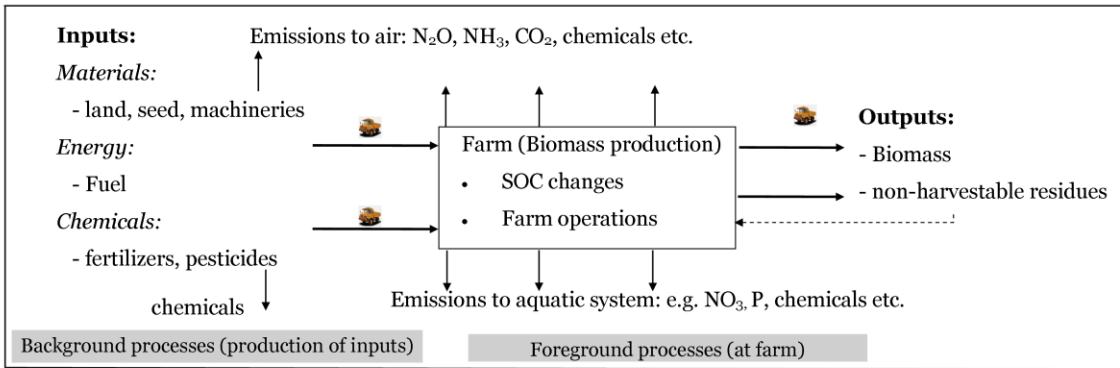 Inputs:
Emissions to air: N₂O, NH₃, CO₂, chemicals etc.
Materials:
- land, seed, machineries
Energy:
- Fuel
Chemicals:
- fertilizers, pesticides
chemicals
Farm (Biomass production)
• SOC changes
• Farm operations
Outputs:
- Biomass
- non-harvestable residues
Emissions to aquatic system: e.g. NO₃, P, chemicals etc.
Background processes (production of inputs)
Foreground processes (at farm)